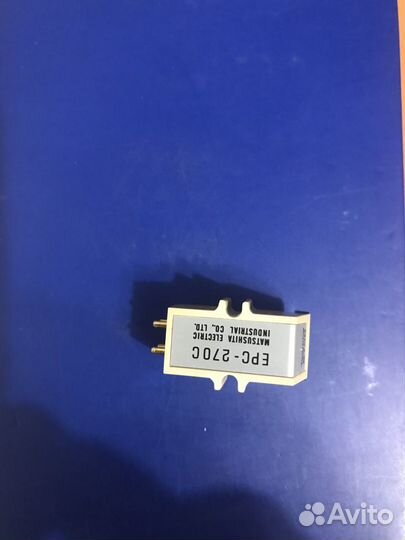 EPC-270C
MATSUSHITA ELECTRIC
INDUSTRIAL CO., LTD.
Avito